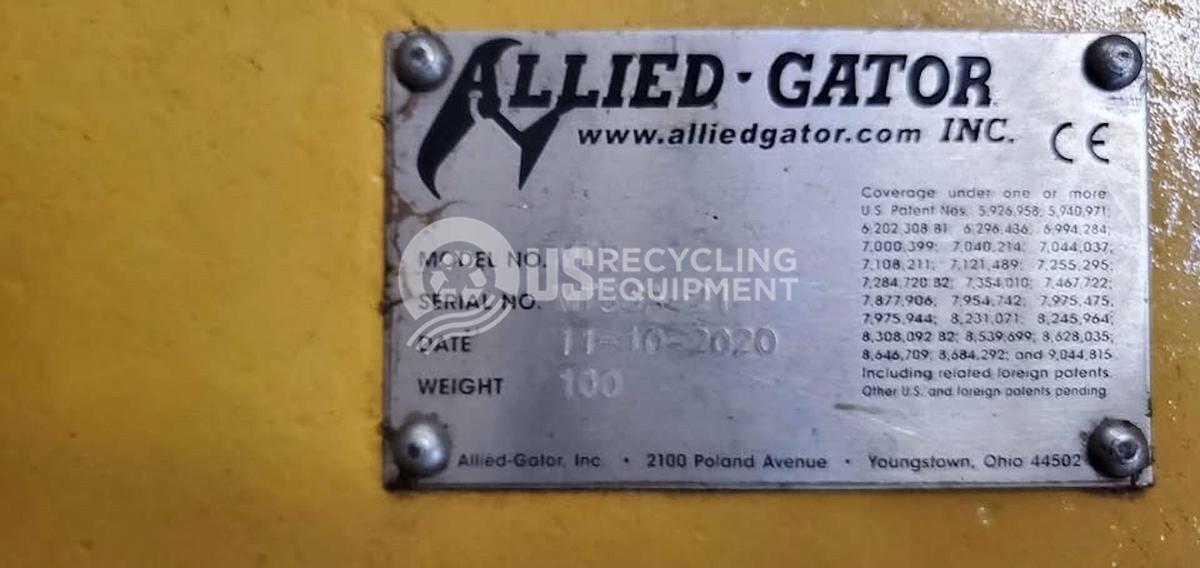 ALLIED·GATOR
www.alliedgator.com INC.
CE
Coverage under one or more
U.S. Patent Nos. 5,926,958; 5,940,971;
6,202,308 B1; 6,296,436; 6,994,284;
7,000,399; 7,040,214; 7,044,037;
7,108,211; 7,121,489; 7,255,295;
7,284,720 B2; 7,354,010; 7,467,722;
7,877,906; 7,954,742; 7,975,475;
7,975,944; 8,231,071; 8,245,964;
8,308,092 B2; 8,539,699; 8,628,035;
8,646,709; 8,684,292; and 9,044,815.
Including related foreign patents.
Other U.S. and foreign patents pending.
MODEL NO.
SERIAL NO.
DATE 11-10-2020
WEIGHT 100
US RECYCLING
EQUIPMENT
Allied-Gator, Inc. • 2100 Poland Avenue • Youngstown, Ohio 44502